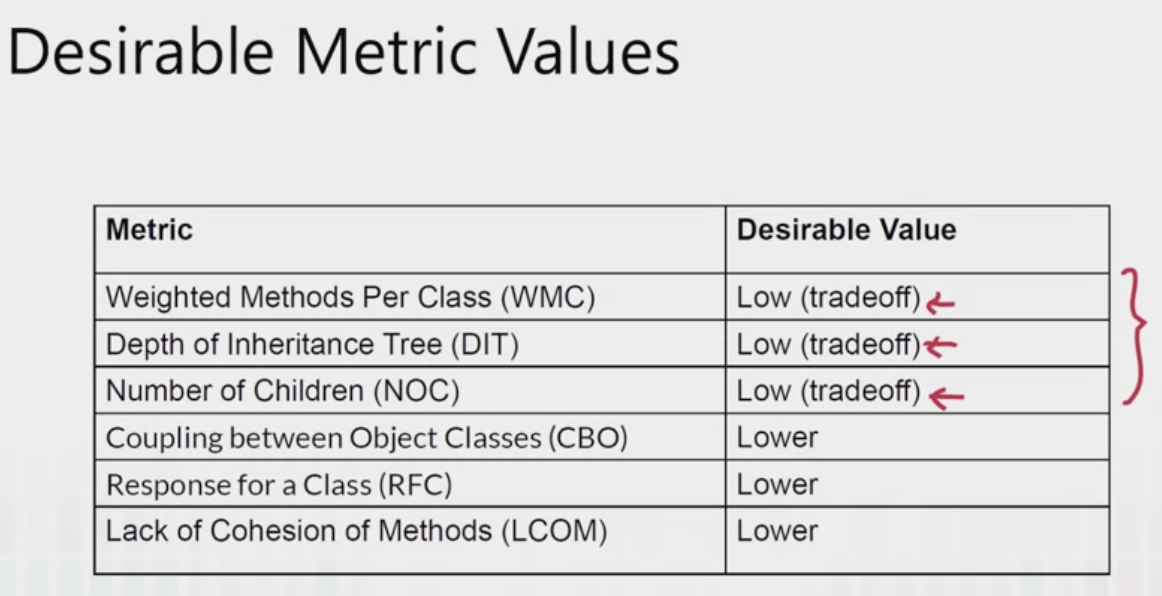 Desirable Metric Values
Metric Desirable Value
Weighted Methods Per Class (WMC) Low (tradeoff)
Depth of Inheritance Tree (DIT) Low (tradeoff)
Number of Children (NOC) Low (tradeoff)
Coupling between Object Classes (CBO) Lower
Response for a Class (RFC) Lower
Lack of Cohesion of Methods (LCOM) Lower